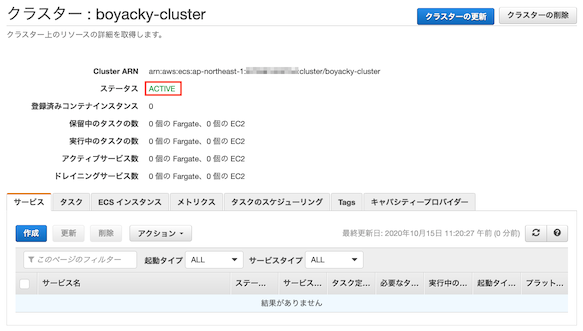 クラスター : boyacky-cluster
クラスターの更新 クラスターの削除
クラスター上のリソースの詳細を取得します。
Cluster ARN arn:aws:ecs:ap-northeast-1: cluster/boyacky-cluster
ステータス ACTIVE
登録済みコンテナインスタンス 0
保留中のタスクの数 0 個の Fargate、0 個の EC2
実行中のタスクの数 0 個の Fargate、0 個の EC2
アクティブサービス数 0 個の Fargate、0 個の EC2
ドレイニングサービス数 0 個の Fargate、0 個の EC2
サービス タスク ECS インスタンス メトリクス タスクのスケジューリング Tags キャパシティープロバイダー
作成 更新 削除 アクション 最終更新日: 2020年10月15日 11:20:27 午前 (0 分前)
このページのフィルター 起動タイプ ALL サービスタイプ ALL
サービス名 ステー... サービス... タスク定... 必要なタ... 実行中の... 起動タイ... プラット...
結果がありません